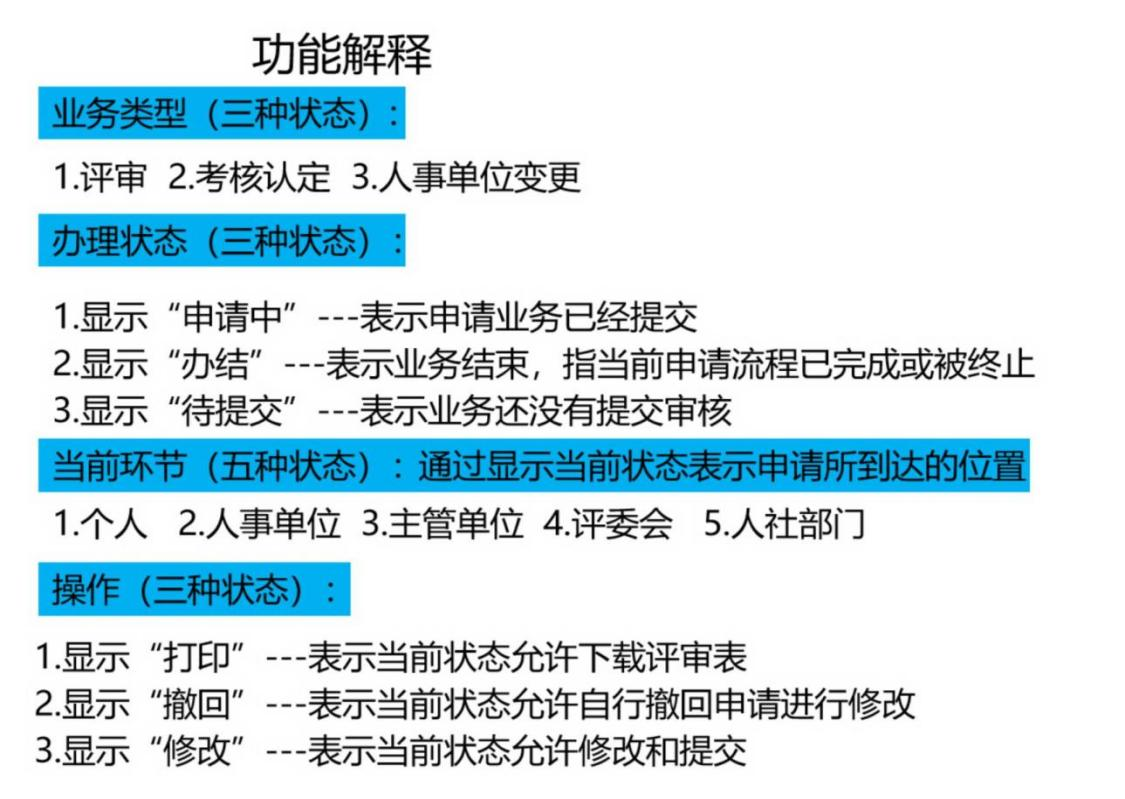 功能解释
业务类型（三种状态）:
1.评审 2.考核认定 3.人事单位变更
办理状态（三种状态）:
1.显示“申请中”---表示申请业务已经提交
2.显示“办结”---表示业务结束，指当前申请流程已完成或被终止
3.显示“待提交”---表示业务还没有提交审核
当前环节（五种状态）: 通过显示当前状态表示申请所到达的位置
1.个人 2.人事单位 3.主管单位 4.评委会 5.人社部门
操作（三种状态）:
1.显示“打印”---表示当前状态允许下载评审表
2.显示“撤回”---表示当前状态允许自行撤回申请进行修改
3.显示“修改”---表示当前状态允许修改和提交